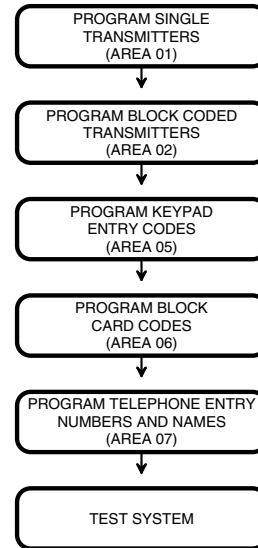 PROGRAM SINGLE
TRANSMITTERS
(AREA 01)
PROGRAM BLOCK CODED
TRANSMITTERS
(AREA 02)
PROGRAM KEYPAD
ENTRY CODES
(AREA 05)
PROGRAM BLOCK
CARD CODES
(AREA 06)
PROGRAM TELEPHONE ENTRY
NUMBERS AND NAMES
(AREA 07)
TEST SYSTEM